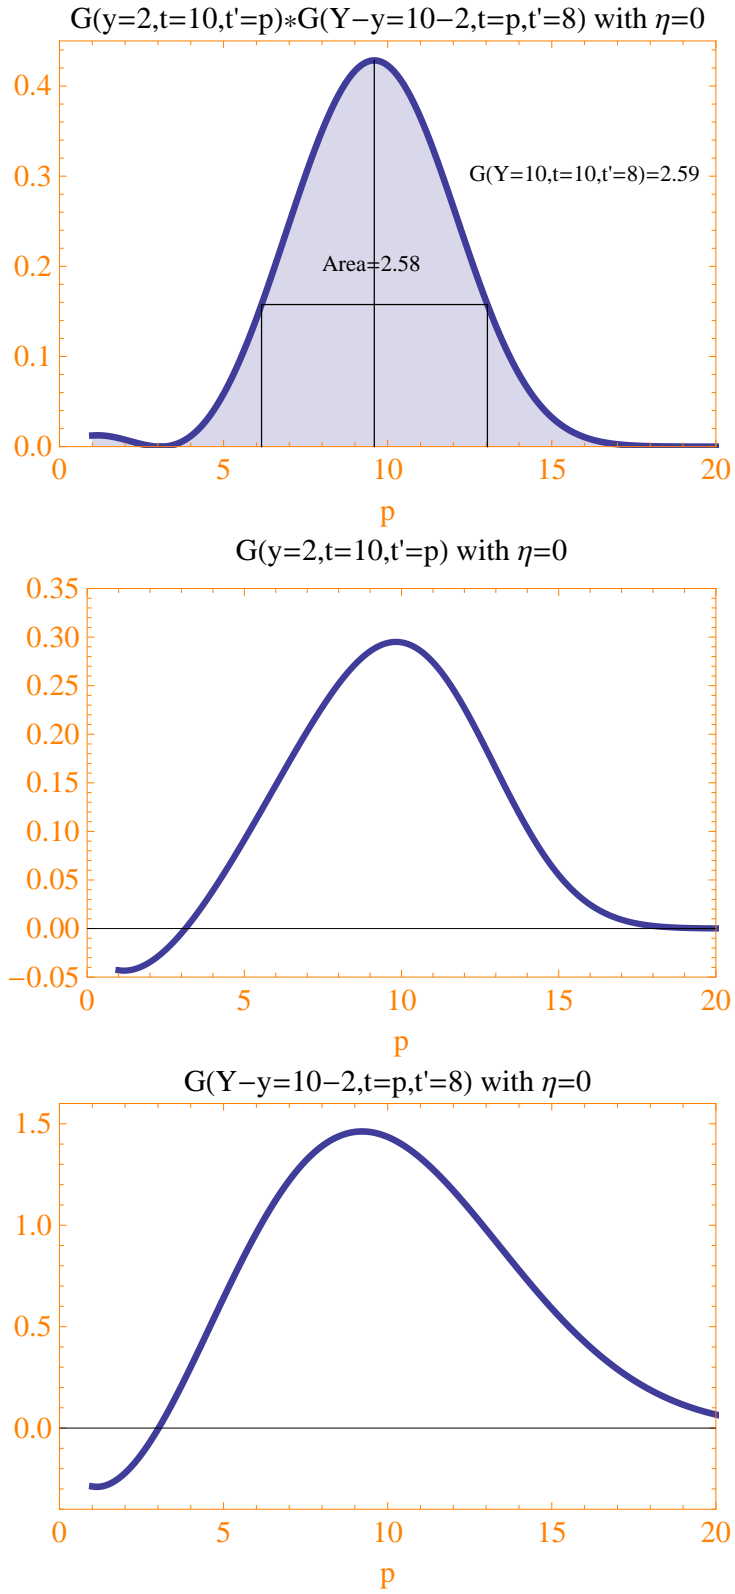 G(y=2,t=10,t'=p)*G(Y−y=10−2,t=p,t'=8) with η=0
0.4
0.3
G(Y=10,t=10,t'=8)=2.59
0.2
Area=2.58
0.1
0.0
0 5 10 15 20
p
G(y=2,t=10,t'=p) with η=0
0.35
0.30
0.25
0.20
0.15
0.10
0.05
0.00
−0.05
0 5 10 15 20
p
G(Y−y=10−2,t=p,t'=8) with η=0
1.5
1.0
0.5
0.0
0 5 10 15 20
p